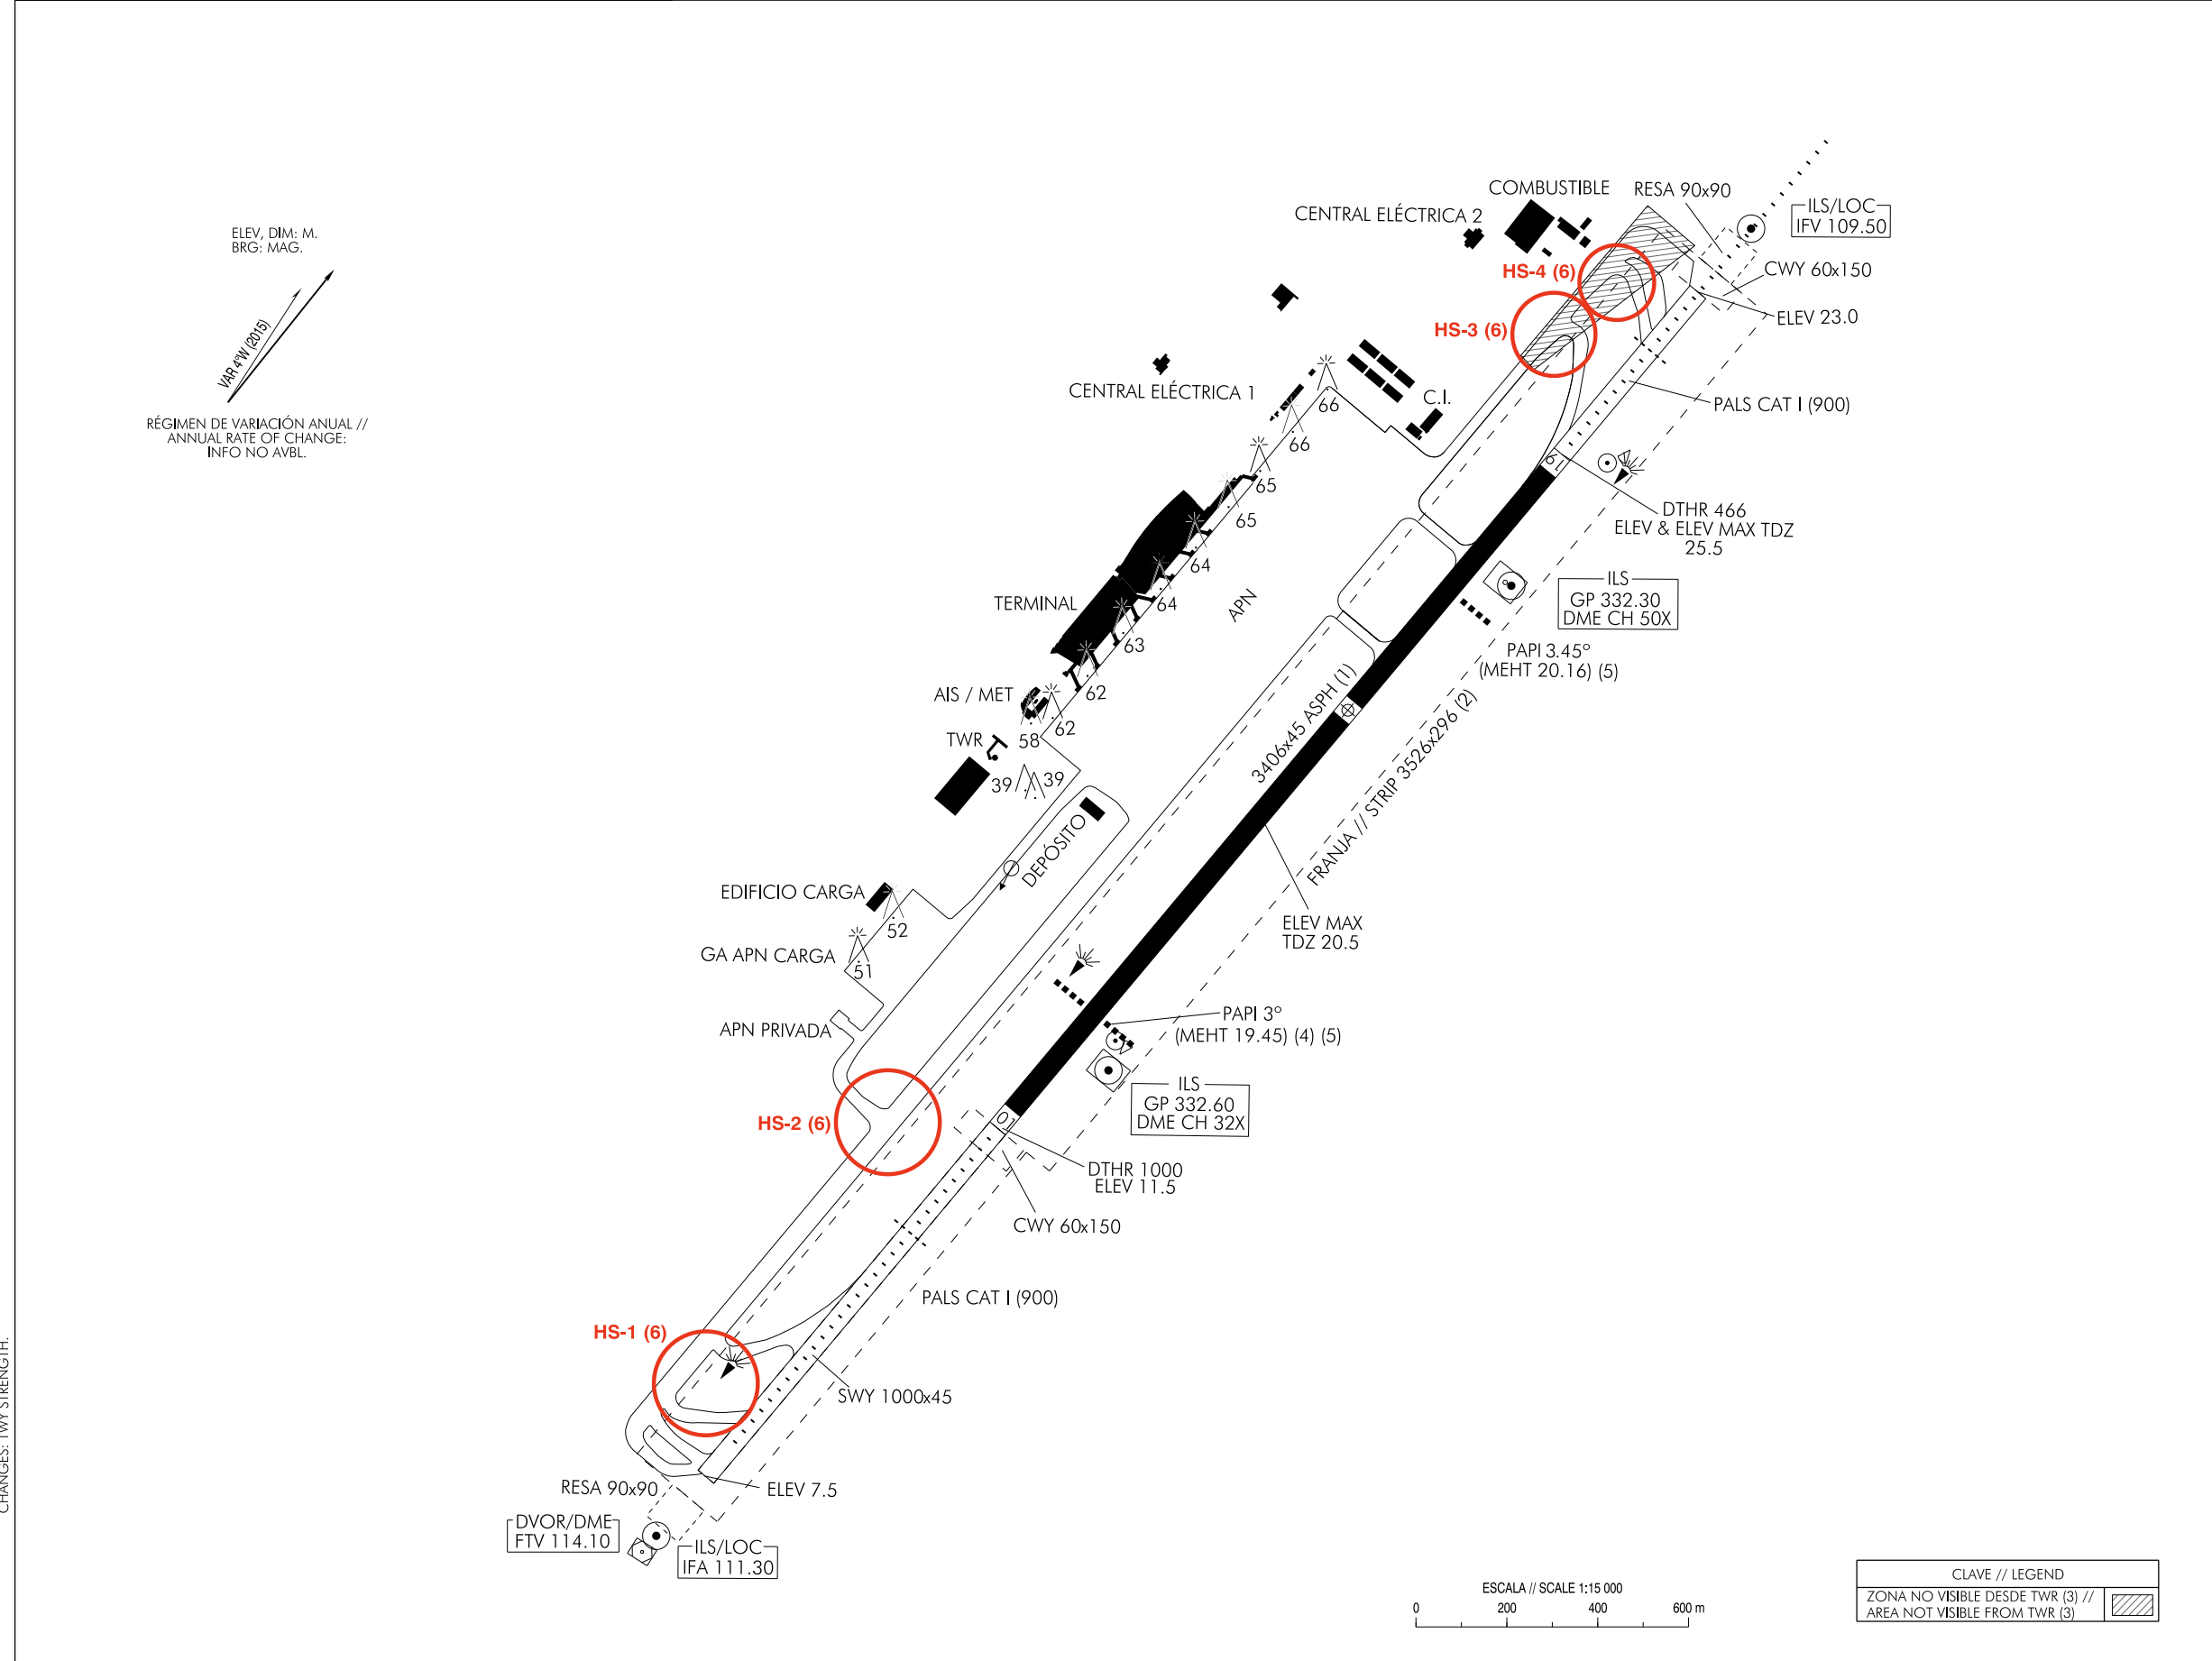 COMBUSTIBLE
RESA 90x90
CENTRAL ELÉCTRICA 2
ILS/LOC
IFV 109.50
ELEV, DIM: M.
BRG: MAG.
HS-4 (6)
CWY 60x150
VAR 4°W (2015)
HS-3 (6)
ELEV 23.0
CENTRAL ELÉCTRICA 1
C.I.
66
PALS CAT I (900)
RÉGIMEN DE VARIACIÓN ANUAL //
ANNUAL RATE OF CHANGE:
INFO NO AVBL.
66
19
65
65
DTHR 466
ELEV & ELEV MAX TDZ
25.5
64
ILS
GP 332.30
DME CH 50X
TERMINAL
64
APN
63
PAPI 3.45º
(MEHT 20.16) (5)
AIS / MET
62
62
58
TWR
3406x45 ASPH (1)
FRANJA // STRIP 3526x296 (2)
39
39
DEPÓSITO
EDIFICIO CARGA
52
ELEV MAX
TDZ 20.5
GA APN CARGA
51
PAPI 3º
(MEHT 19.45) (4) (5)
APN PRIVADA
ILS
GP 332.60
DME CH 32X
HS-2 (6)
01
DTHR 1000
ELEV 11.5
CWY 60x150
PALS CAT I (900)
HS-1 (6)
SWY 1000x45
CHANGES: TWY STRENGTH.
RESA 90x90
ELEV 7.5
DVOR/DME
FTV 114.10
ILS/LOC
IFA 111.30
ESCALA // SCALE 1:15 000
0 200 400 600 m
CLAVE // LEGEND
ZONA NO VISIBLE DESDE TWR (3) //
AREA NOT VISIBLE FROM TWR (3)